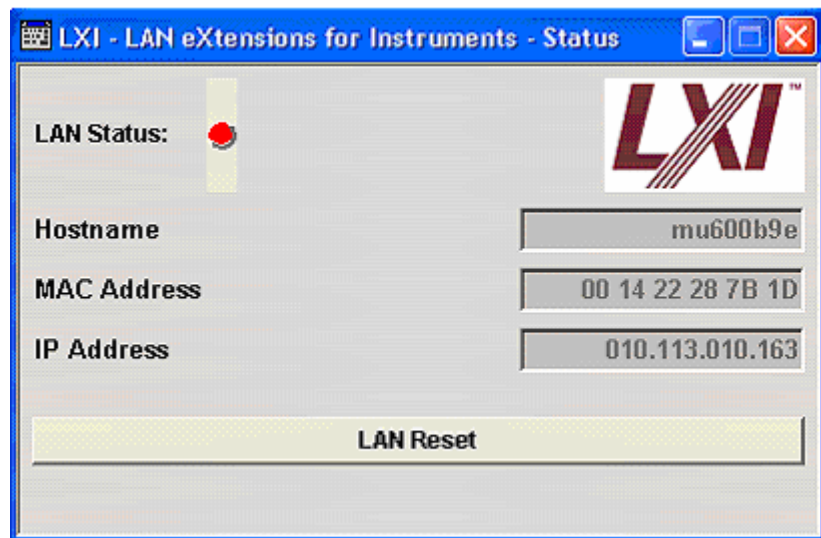 LXI - LAN eXtensions for Instruments - Status
LAN Status:
LXI™
Hostname mu600b9e
MAC Address 00 14 22 28 7B 1D
IP Address 010.113.010.163
LAN Reset